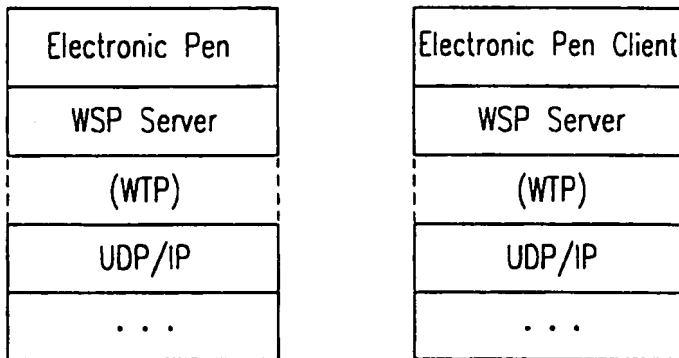 Electronic Pen
WSP Server
(WTP)
UDP/IP
. . .
Electronic Pen Client
WSP Server
(WTP)
UDP/IP
. . .